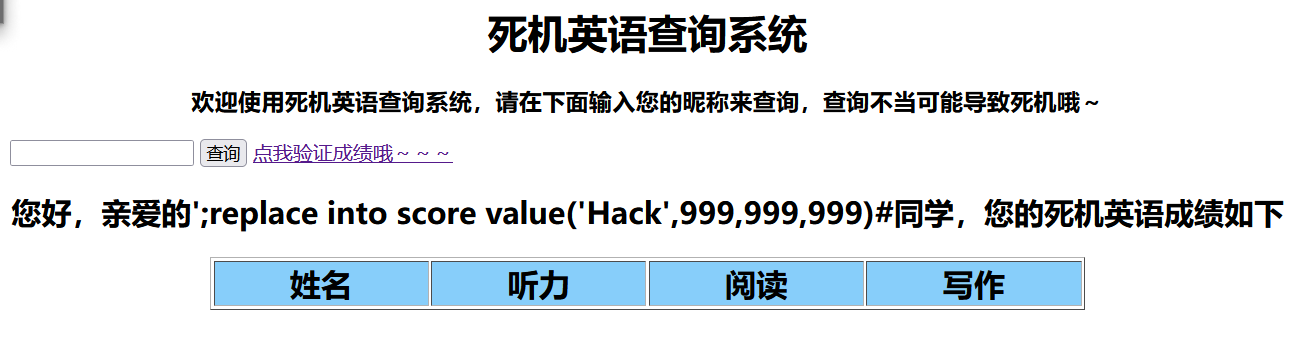 死机英语查询系统
欢迎使用死机英语查询系统，请在下面输入您的昵称来查询，查询不当可能导致死机哦～
查询 点我验证成绩哦～～～
您好，亲爱的';replace into score value('Hack',999,999,999)#同学，您的死机英语成绩如下
姓名 听力 阅读 写作